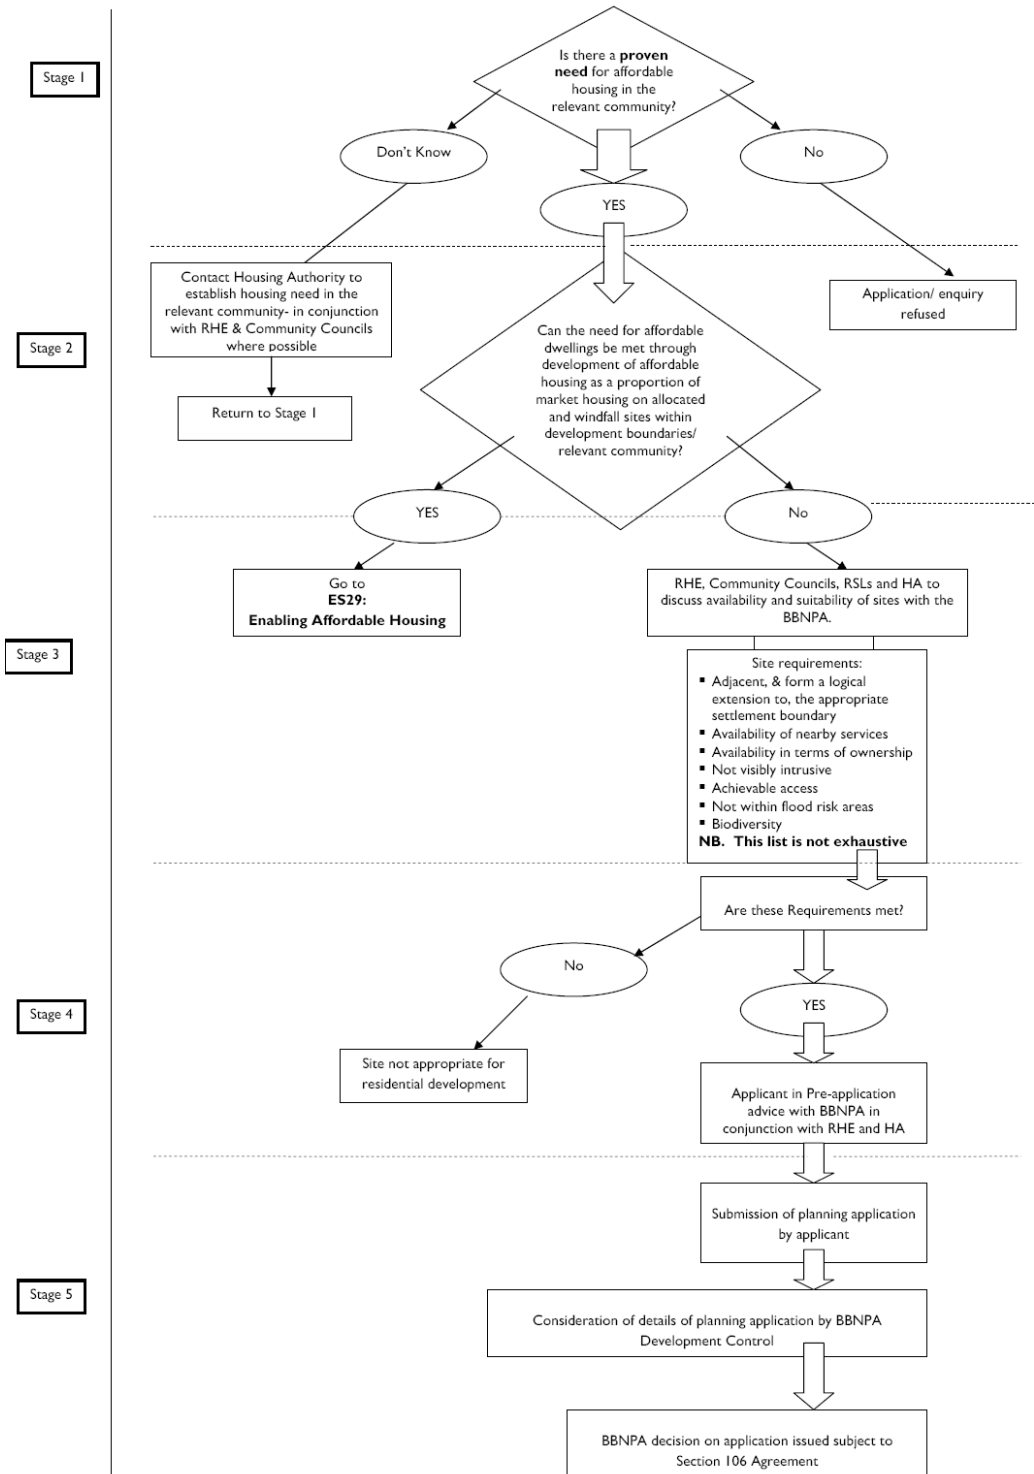 Stage 1
Is there a proven
need for affordable
housing in the
relevant community?
Don't Know
No
YES
Stage 2
Contact Housing Authority to
establish housing need in the
relevant community- in conjunction
with RHE & Community Councils
where possible
Return to Stage 1
Application/ enquiry
refused
Can the need for affordable
dwellings be met through
development of affordable
housing as a proportion of
market housing on allocated
and windfall sites within
development boundaries/
relevant community?
YES
No
Stage 3
Go to
ES29:
Enabling Affordable Housing
RHE, Community Councils, RSLs and HA to
discuss availability and suitability of sites with the
BBNPA.
Site requirements:
▪ Adjacent, & form a logical
extension to, the appropriate
settlement boundary
▪ Availability of nearby services
▪ Availability in terms of ownership
▪ Not visibly intrusive
▪ Achievable access
▪ Not within flood risk areas
▪ Biodiversity
NB. This list is not exhaustive
Stage 4
Are these Requirements met?
No
YES
Site not appropriate for
residential development
Applicant in Pre-application
advice with BBNPA in
conjunction with RHE and HA
Stage 5
Submission of planning application
by applicant
Consideration of details of planning application by BBNPA
Development Control
BBNPA decision on application issued subject to
Section 106 Agreement